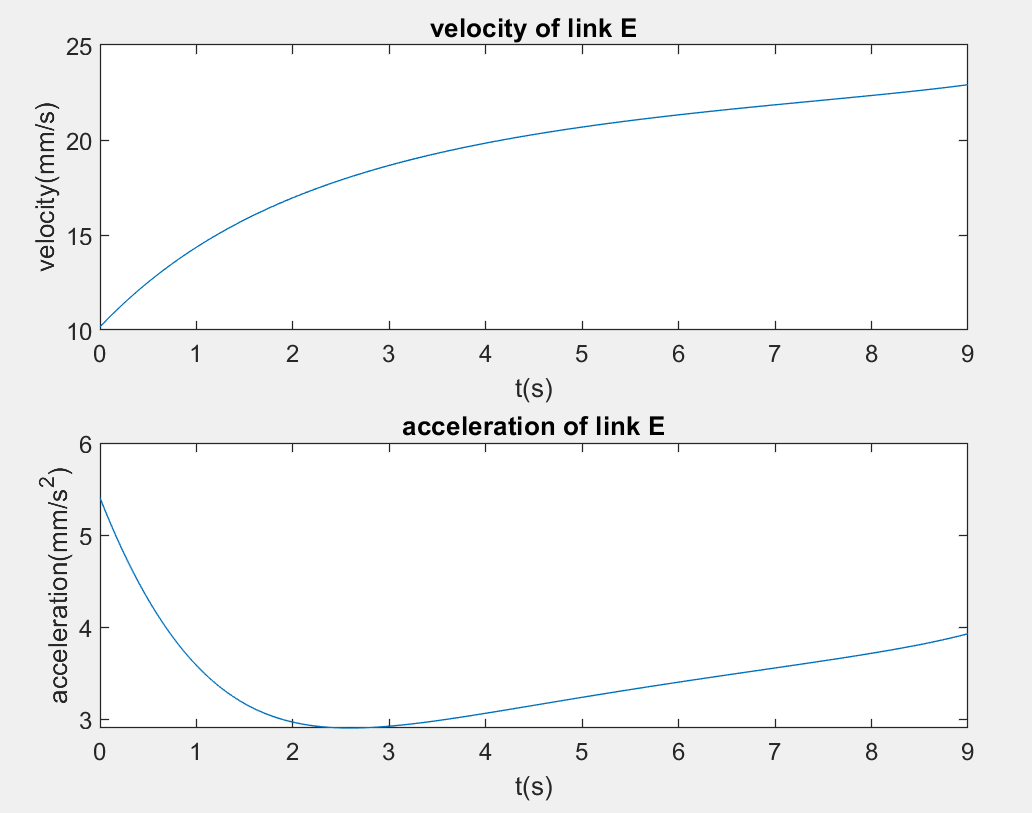 velocity of link E
25
20
15
10
velocity(mm/s)
0 1 2 3 4 5 6 7 8 9
t(s)
acceleration of link E
6
5
4
3
acceleration(mm/s²)
0 1 2 3 4 5 6 7 8 9
t(s)